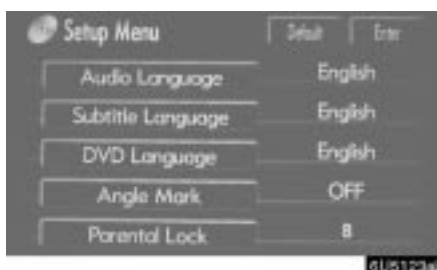 Setup Menu Default Enter
Audio Language English
Subtitle Language English
DVD Language English
Angle Mark OFF
Parental Lock 8